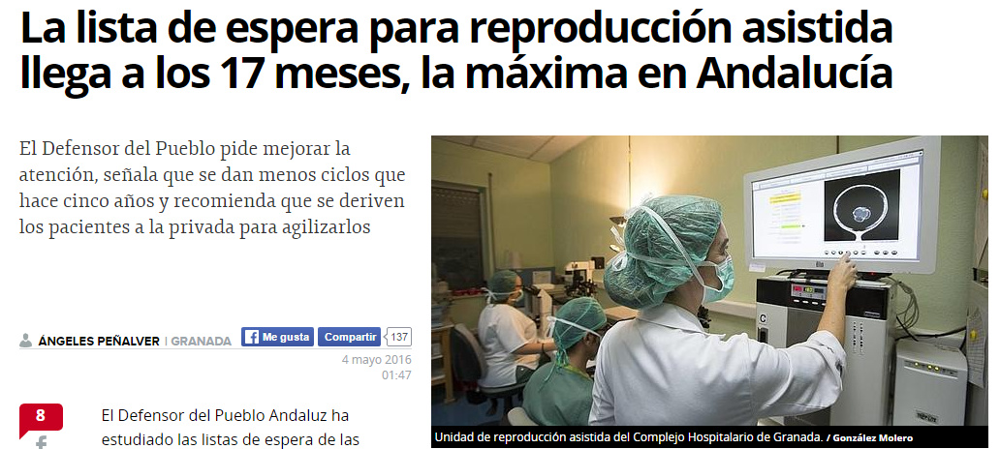 La lista de espera para reproducción asistida
llega a los 17 meses, la máxima en Andalucía
El Defensor del Pueblo pide mejorar la
atención, señala que se dan menos ciclos que
hace cinco años y recomienda que se deriven
los pacientes a la privada para agilizarlos
ÁNGELES PEÑALVER | GRANADA
Me gusta
Compartir
137
4 mayo 2016
01:47
8
El Defensor del Pueblo Andaluz ha
estudiado las listas de espera de las
Unidad de reproducción asistida del Complejo Hospitalario de Granada. / González Molero